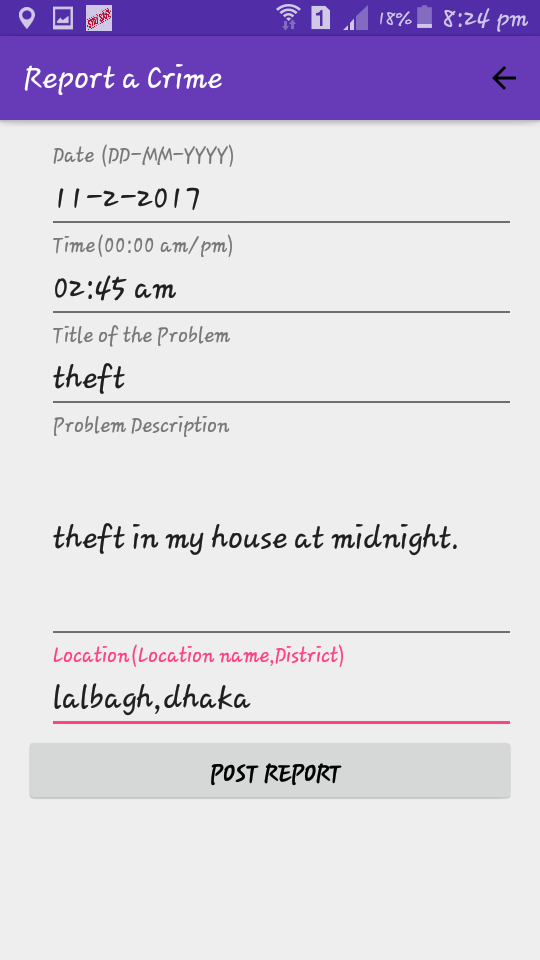 1 18% 8:24 pm
Report a Crime
Date (DD-MM-YYYY)
11-2-2017
Time(00:00 am/pm)
02:45 am
Title of the Problem
theft
Problem Description
theft in my house at midnight.
Location(Location name,District)
lalbagh,dhaka
POST REPORT